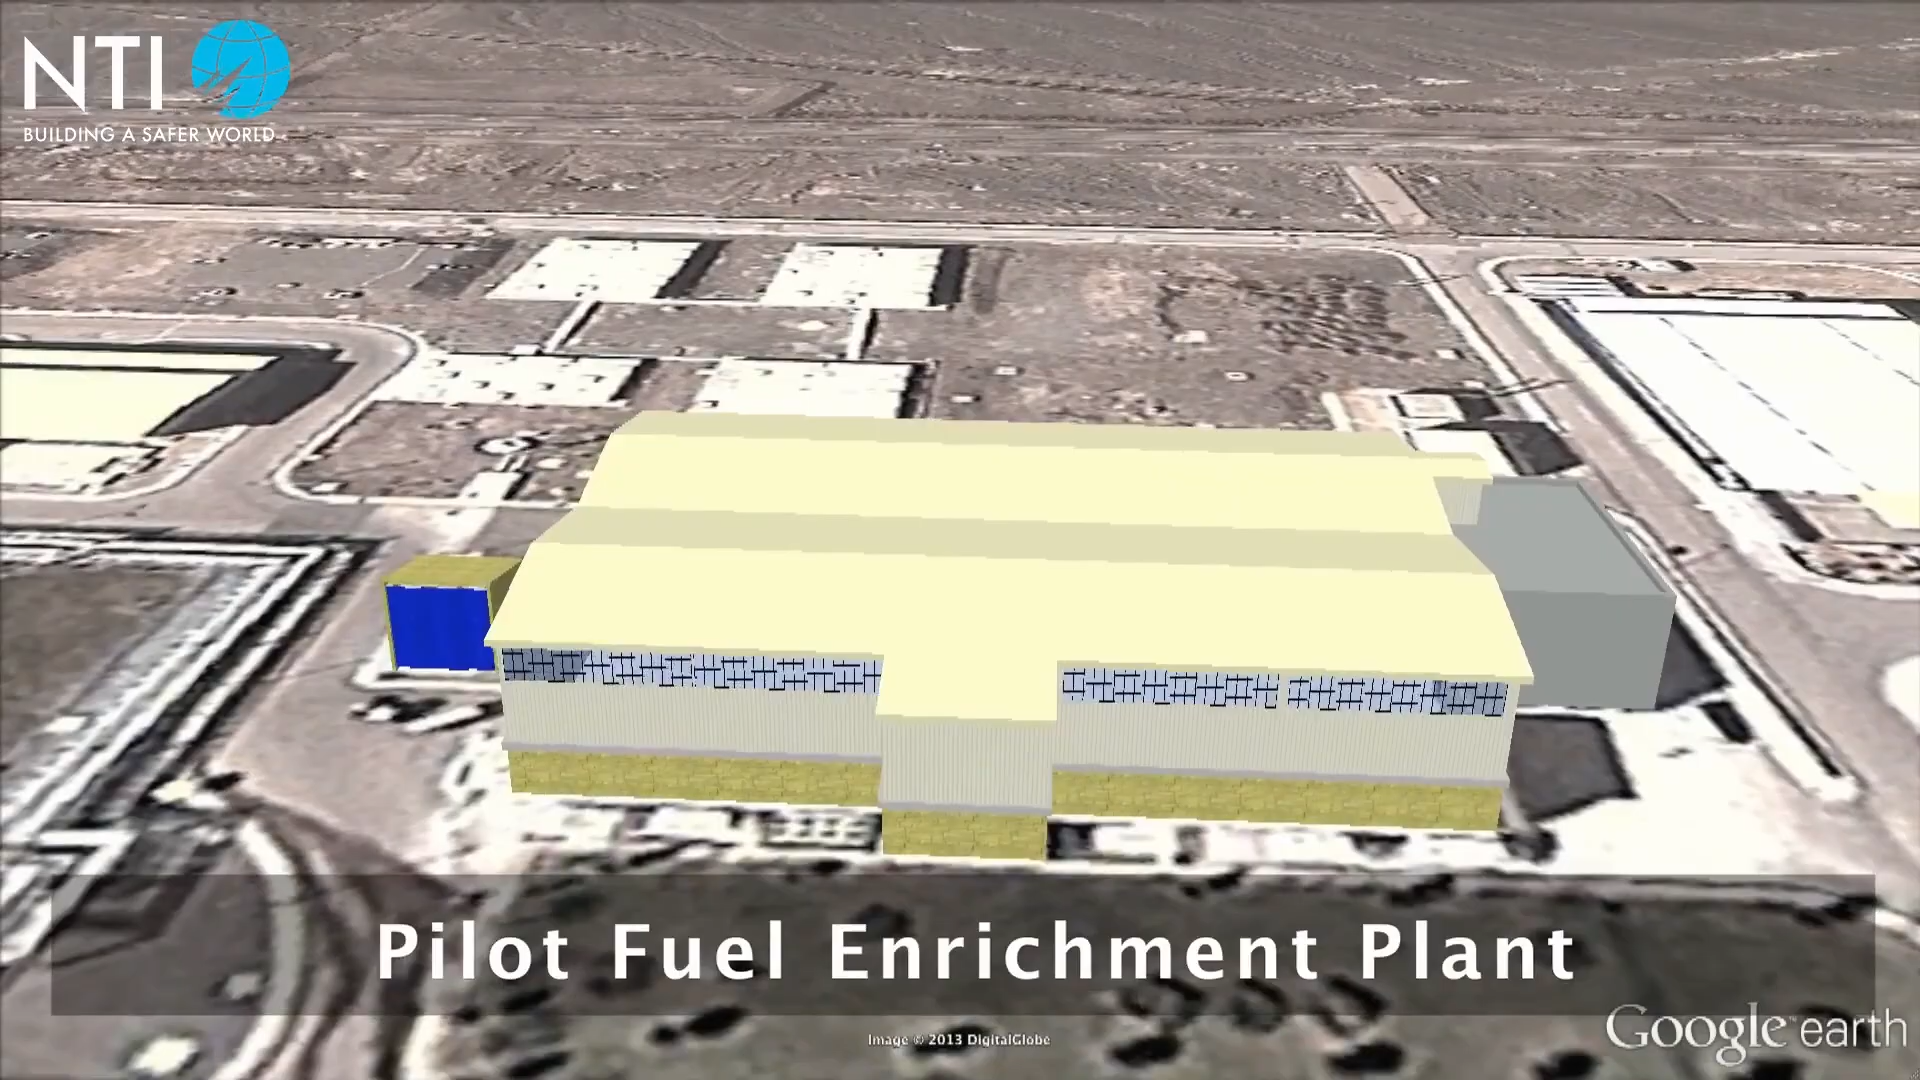 NTI
BUILDING A SAFER WORLD
Pilot Fuel Enrichment Plant
Image © 2013 DigitalGlobe
Google earth